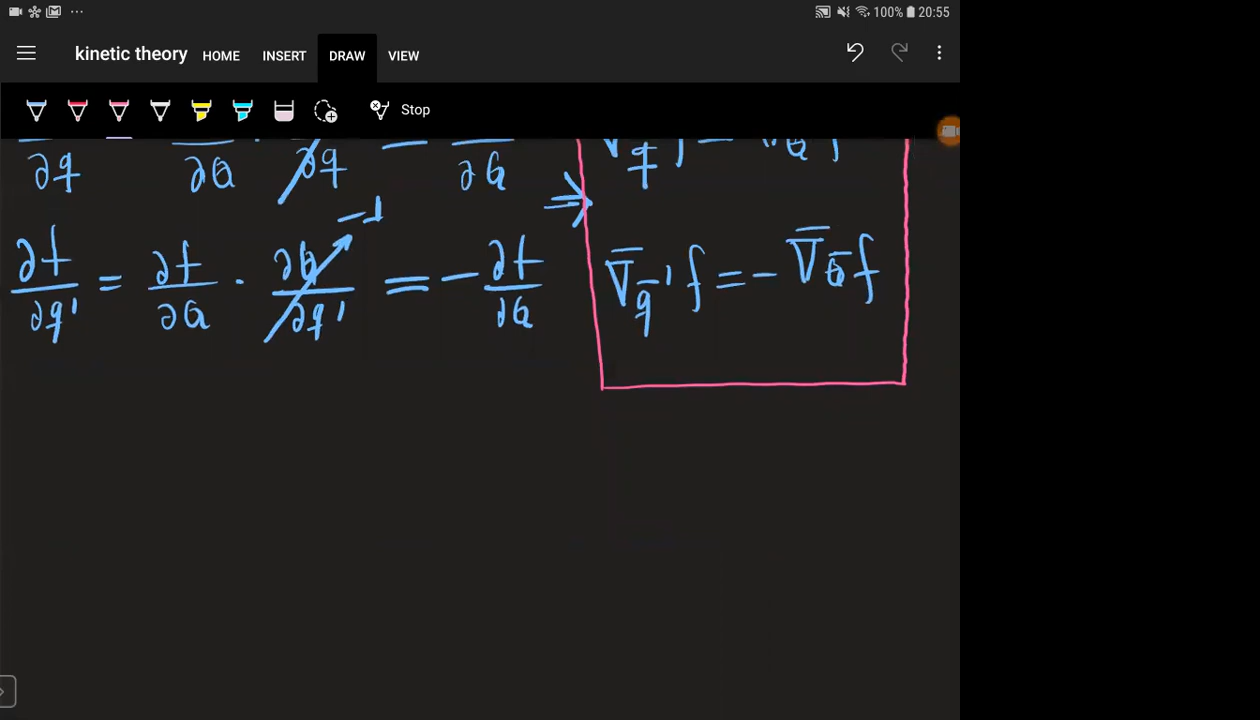 20:55 100%
kinetic theory HOME INSERT DRAW VIEW
Stop
∂q ∂Q · ∂q = ∂Q ⇒ ∇q f = ∇Q f
∂f/∂q' = ∂f/∂Q · ∂Q/∂q' -1 = - ∂f/∂Q
∇q' f = - ∇Q f